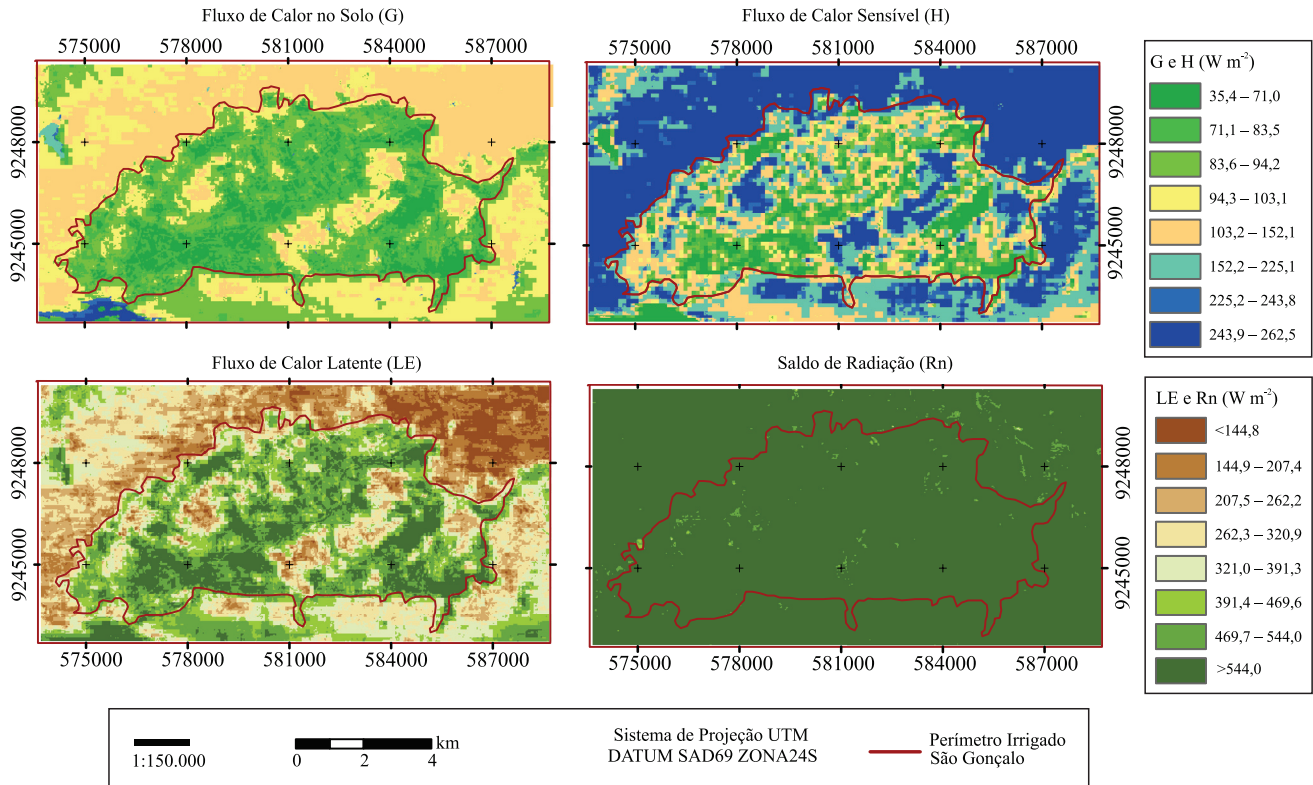 Fluxo de Calor no Solo (G)
575000 578000 581000 584000 587000
9248000
9245000
Fluxo de Calor Sensível (H)
575000 578000 581000 584000 587000
9248000
9245000
G e H (W m⁻²)
35,4 – 71,0
71,1 – 83,5
83,6 – 94,2
94,3 – 103,1
103,2 – 152,1
152,2 – 225,1
225,2 – 243,8
243,9 – 262,5
Fluxo de Calor Latente (LE)
9248000
9245000
575000 578000 581000 584000 587000
Saldo de Radiação (Rn)
9248000
9245000
575000 578000 581000 584000 587000
LE e Rn (W m⁻²)
<144,8
144,9 – 207,4
207,5 – 262,2
262,3 – 320,9
321,0 – 391,3
391,4 – 469,6
469,7 – 544,0
>544,0
1:150.000
km
0 2 4
Sistema de Projeção UTM
DATUM SAD69 ZONA24S
Perímetro Irrigado
São Gonçalo